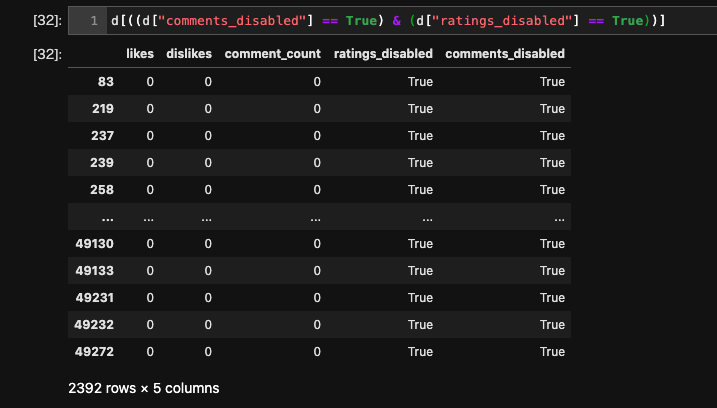 [32]: 1 d[((d["comments_disabled"] == True) & (d["ratings_disabled"] == True))]
[32]: likes dislikes comment_count ratings_disabled comments_disabled
83 0 0 0 True True
219 0 0 0 True True
237 0 0 0 True True
239 0 0 0 True True
258 0 0 0 True True
... ... ... ... ... ...
49130 0 0 0 True True
49133 0 0 0 True True
49231 0 0 0 True True
49232 0 0 0 True True
49272 0 0 0 True True
2392 rows × 5 columns